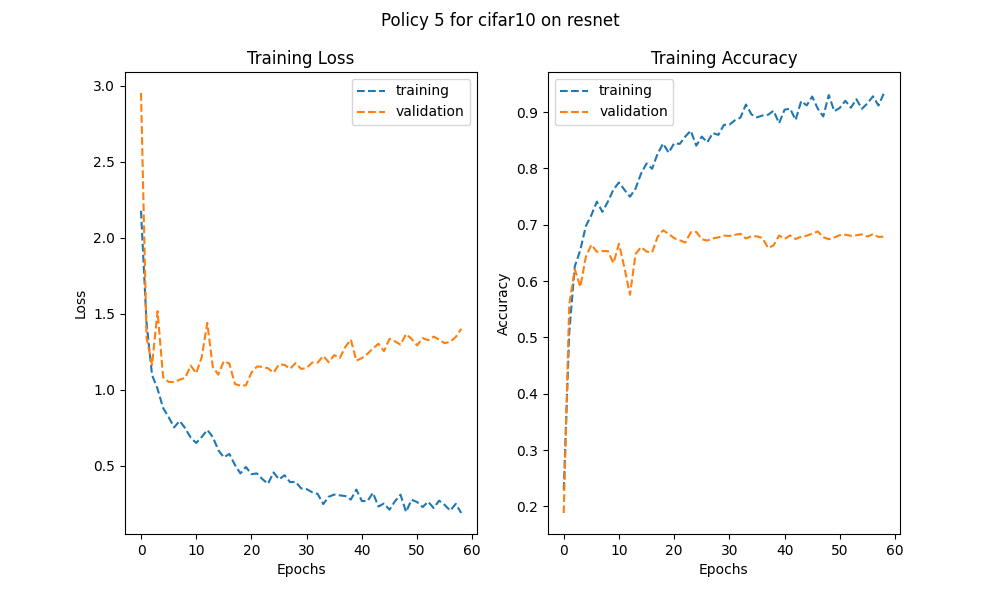 Policy 5 for cifar10 on resnet
Training Loss
training
validation
3.0
2.5
2.0
1.5
1.0
0.5
Loss
0 10 20 30 40 50 60
Epochs
Training Accuracy
training
validation
0.9
0.8
0.7
0.6
0.5
0.4
0.3
0.2
Accuracy
0 10 20 30 40 50 60
Epochs